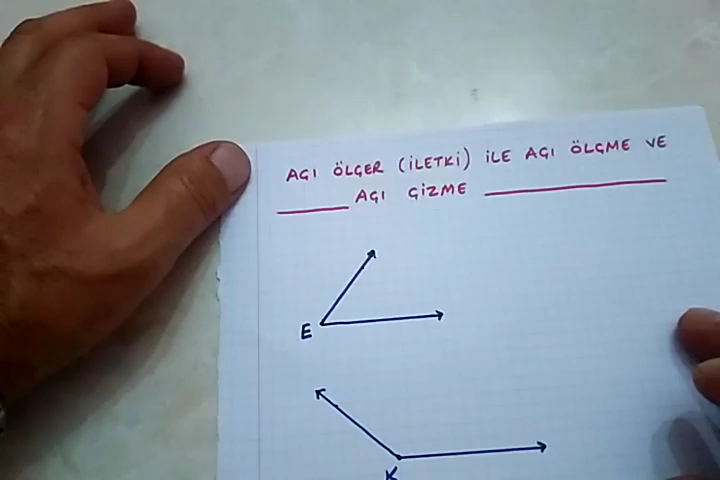 AÇI ÖLÇER (İLETKİ) İLE AÇI ÖLÇME VE
AÇI ÇİZME
E
K